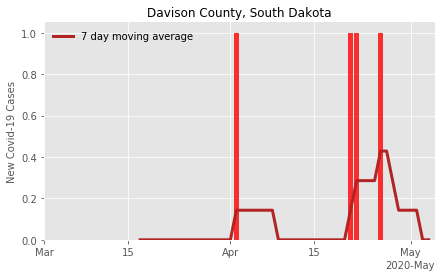 Davison County, South Dakota
7 day moving average
New Covid-19 Cases
1.0
0.8
0.6
0.4
0.2
0.0
Mar 15 Apr 15 May
2020-May